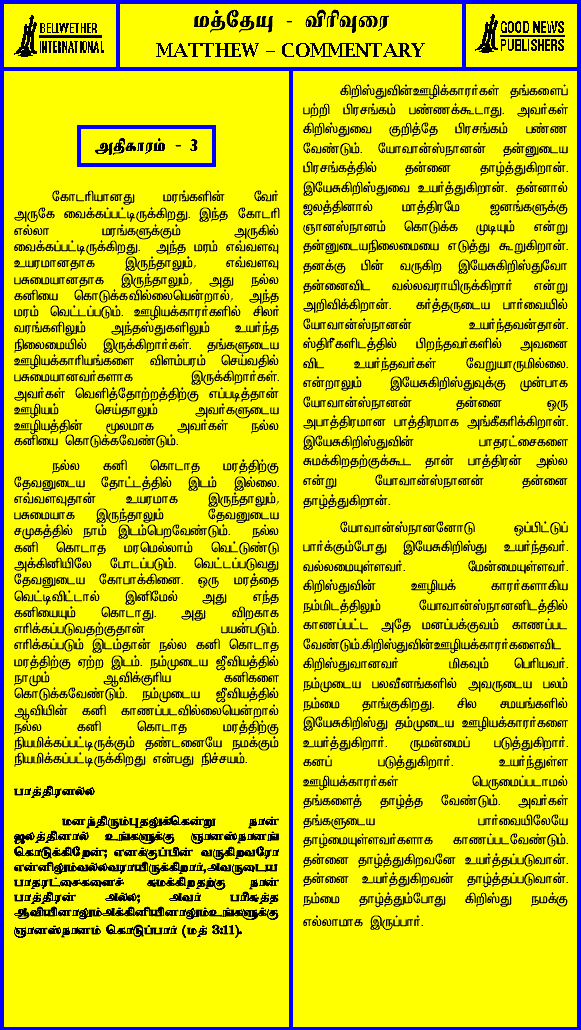 BELWETHER
INTERNATIONAL
மத்தேயு - விரிவுரை
MATTHEW – COMMENTARY
GOOD NEWS
PUBLISHERS
அதிகாரம் - 3
கோடரியானது மரங்களின் வேர்
அருகே வைக்கப்பட்டிருக்கிறது. இந்த கோடரி
எல்லா மரங்களுக்கும் அருகில்
வைக்கப்பட்டிருக்கிறது. அந்த மரம் எவ்வளவு
உயரமானதாக இருந்தாலும், எவ்வளவு
பசுமையானதாக இருந்தாலும், அது நல்ல
கனியை கொடுக்கவில்லையென்றால், அந்த
மரம் வெட்டப்படும். ஊழியக்காரர்களில் சிலர்
வரங்களிலும் அந்தஸ்துகளிலும் உயர்ந்த
நிலைமையில் இருக்கிறார்கள். தங்களுடைய
ஊழியக்காரியங்களை விளம்பரம் செய்வதில்
பசுமையானவர்களாக இருக்கிறார்கள்.
அவர்கள் வெளித்தோற்றத்திற்கு எப்படித்தான்
ஊழியம் செய்தாலும் அவர்களுடைய
ஊழியத்தின் மூலமாக அவர்கள் நல்ல
கனியை கொடுக்கவேண்டும்.
நல்ல கனி கொடாத மரத்திற்கு
தேவனுடைய தோட்டத்தில் இடம் இல்லை.
எவ்வளவுதான் உயரமாக இருந்தாலும்,
பசுமையாக இருந்தாலும் தேவனுடைய
சமுகத்தில் நாம் இடம்பெறவேண்டும். நல்ல
கனி கொடாத மரமெல்லாம் வெட்டுண்டு
அக்கினியிலே போடப்படும். வெட்டப்படுவது
தேவனுடைய கோபாக்கினை. ஒரு மரத்தை
வெட்டிவிட்டால் இனிமேல் அது எந்த
கனியையும் கொடாது. அது விறகாக
எரிக்கப்படுவதற்குதான் பயன்படும்.
எரிக்கப்படும் இடம்தான் நல்ல கனி கொடாத
மரத்திற்கு ஏற்ற இடம். நம்முடைய ஜீவியத்தில்
நாமும் ஆவிக்குரிய கனிகளை
கொடுக்கவேண்டும். நம்முடைய ஜீவியத்தில்
ஆவியின் கனி காணப்படவில்லையென்றால்
நல்ல கனி கொடாத மரத்திற்கு
நியமிக்கப்பட்டிருக்கும் தண்டனையே நமக்கும்
நியமிக்கப்பட்டிருக்கிறது என்பது நிச்சயம்.
பாத்திரனல்ல
மனந்திரும்புதலுக்கென்று நான்
ஜலத்தினால் உங்களுக்கு ஞானஸ்நானங்
கொடுக்கிறேன்; எனக்குப்பின் வருகிறவரோ
என்னிலும்வல்லவராயிருக்கிறார்,அவருடைய
பாதரட்சைகளைச் சுமக்கிறதற்கு நான்
பாத்திரன் அல்ல; அவர் பரிசுத்த
ஆவியினாலும்அக்கினியினாலும்உங்களுக்கு
ஞானஸ்நானம் கொடுப்பார் (மத் 3:11).
கிறிஸ்துவின்ஊழிக்காரர்கள் தங்களைப்
பற்றி பிரசங்கம் பண்ணக்கூடாது. அவர்கள்
கிறிஸ்துவை குறித்தே பிரசங்கம் பண்ண
வேண்டும். யோவான்ஸ்நானன் தன்னுடைய
பிரசங்கத்தில் தன்னை தாழ்த்துகிறான்.
இயேசுகிறிஸ்துவை உயர்த்துகிறான். தன்னால்
ஜலத்தினால் மாத்திரமே ஜனங்களுக்கு
ஞானஸ்நானம் கொடுக்க முடியும் என்று
தன்னுடையநிலைமையை எடுத்து கூறுகிறான்.
தனக்கு பின் வருகிற இயேசுகிறிஸ்துவோ
தன்னைவிட வல்லவராயிருக்கிறார் என்று
அறிவிக்கிறான். கர்த்தருடைய பார்வையில்
யோவான்ஸ்நானன் உயர்ந்தவன்தான்.
ஸ்திரீகளிடத்தில் பிறந்தவர்களில் அவனை
விட உயர்ந்தவர்கள் வேறுயாருமில்லை.
என்றாலும் இயேசுகிறிஸ்துவுக்கு முன்பாக
யோவான்ஸ்நானன் தன்னை ஒரு
அபாத்திரமான பாத்திரமாக அங்கீகரிக்கிறான்.
இயேசுகிறிஸ்துவின் பாதரட்சைகளை
சுமக்கிறதற்குக்கூட தான் பாத்திரன் அல்ல
என்று யோவான்ஸ்நானன் தன்னை
தாழ்த்துகிறான்.
யோவான்ஸ்நானனோடு ஒப்பிட்டுப்
பார்க்கும்போது இயேசுகிறிஸ்து உயர்ந்தவர்.
வல்லமையுள்ளவர். மேன்மையுள்ளவர்.
கிறிஸ்துவின் ஊழியக் காரர்களாகிய
நம்மிடத்திலும் யோவான்ஸ்நானனிடத்தில்
காணப்பட்ட அதே மனப்பக்குவம் காணப்பட
வேண்டும்.கிறிஸ்துவின்ஊழியக்காரர்களைவிட
கிறிஸ்துவானவர் மிகவும் பெரியவர்.
நம்முடைய பலவீனங்களில் அவருடைய பலம்
நம்மை தாங்குகிறது. சில சமயங்களில்
இயேசுகிறிஸ்து தம்முடைய ஊழியக்காரர்களை
உயர்த்துகிறார். ருமன்மைப் படுத்துகிறார்.
கனப் படுத்துகிறார். உயர்ந்துள்ள
ஊழியக்காரர்கள் பெருமைப்படாமல்
தங்களைத் தாழ்த்த வேண்டும். அவர்கள்
தங்களுடைய பார்வையிலேயே
தாழ்மையுள்ளவர்களாக காணப்படவேண்டும்.
தன்னை தாழ்த்துகிறவனே உயர்த்தப்படுவான்.
தன்னை உயர்த்துகிறவன் தாழ்த்தப்படுவான்.
நம்மை தாழ்த்தும்போது கிறிஸ்து நமக்கு
எல்லாமாக இருப்பார்.